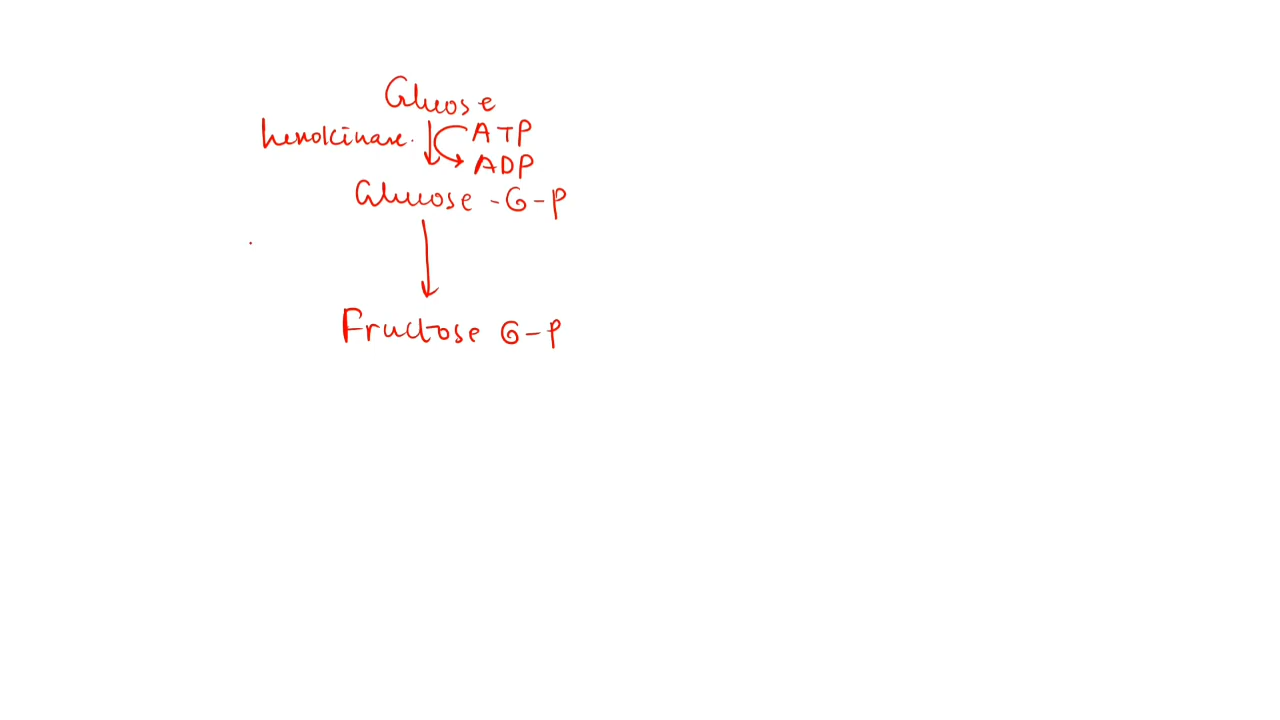 Glucose
hexokinase. ATP
ADP
Glucose -6-P
Fructose 6-P